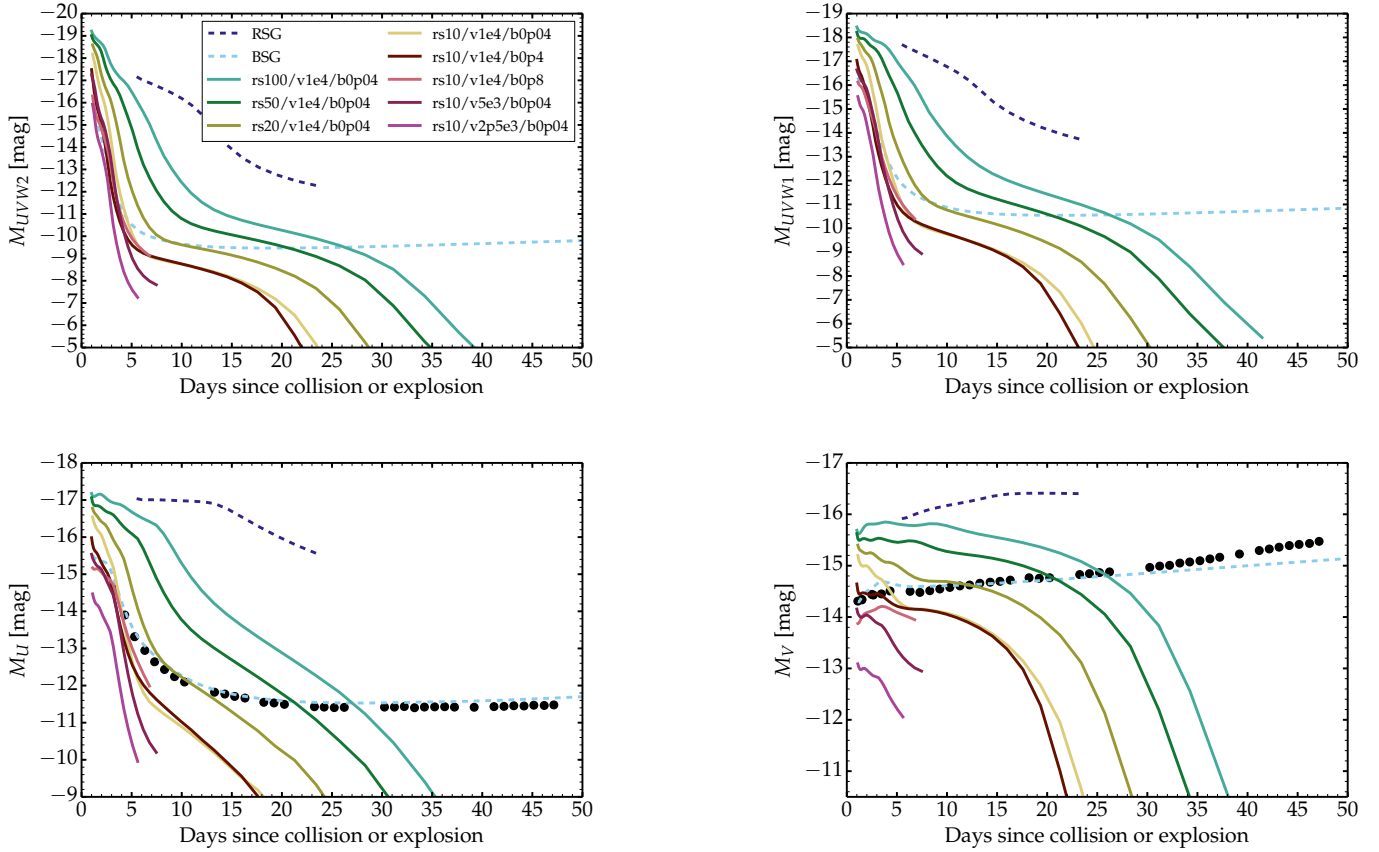 −20
−19
−18
−17
−16
−15
−14
−13
−12
−11
−10
−9
−8
−7
−6
−5
M_{UVW2} [mag]
RSG
BSG
rs100/v1e4/b0p04
rs50/v1e4/b0p04
rs20/v1e4/b0p04
rs10/v1e4/b0p04
rs10/v1e4/b0p4
rs10/v1e4/b0p8
rs10/v5e3/b0p04
rs10/v2p5e3/b0p04
0 5 10 15 20 25 30 35 40 45 50
Days since collision or explosion
−19
−18
−17
−16
−15
−14
−13
−12
−11
−10
−9
−8
−7
−6
−5
M_{UVW1} [mag]
0 5 10 15 20 25 30 35 40 45 50
Days since collision or explosion
−18
−17
−16
−15
−14
−13
−12
−11
−10
−9
M_U [mag]
0 5 10 15 20 25 30 35 40 45 50
Days since collision or explosion
−17
−16
−15
−14
−13
−12
−11
M_V [mag]
0 5 10 15 20 25 30 35 40 45 50
Days since collision or explosion